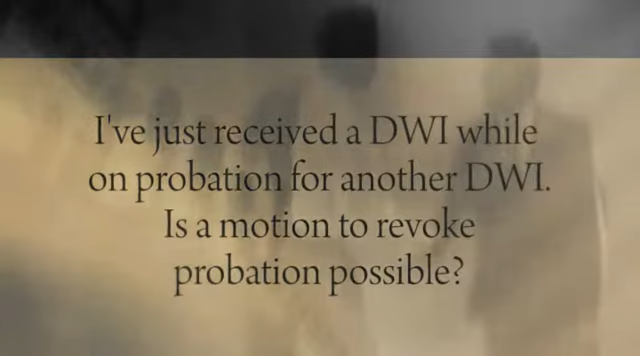 I've just received a DWI while
on probation for another DWI.
Is a motion to revoke
probation possible?